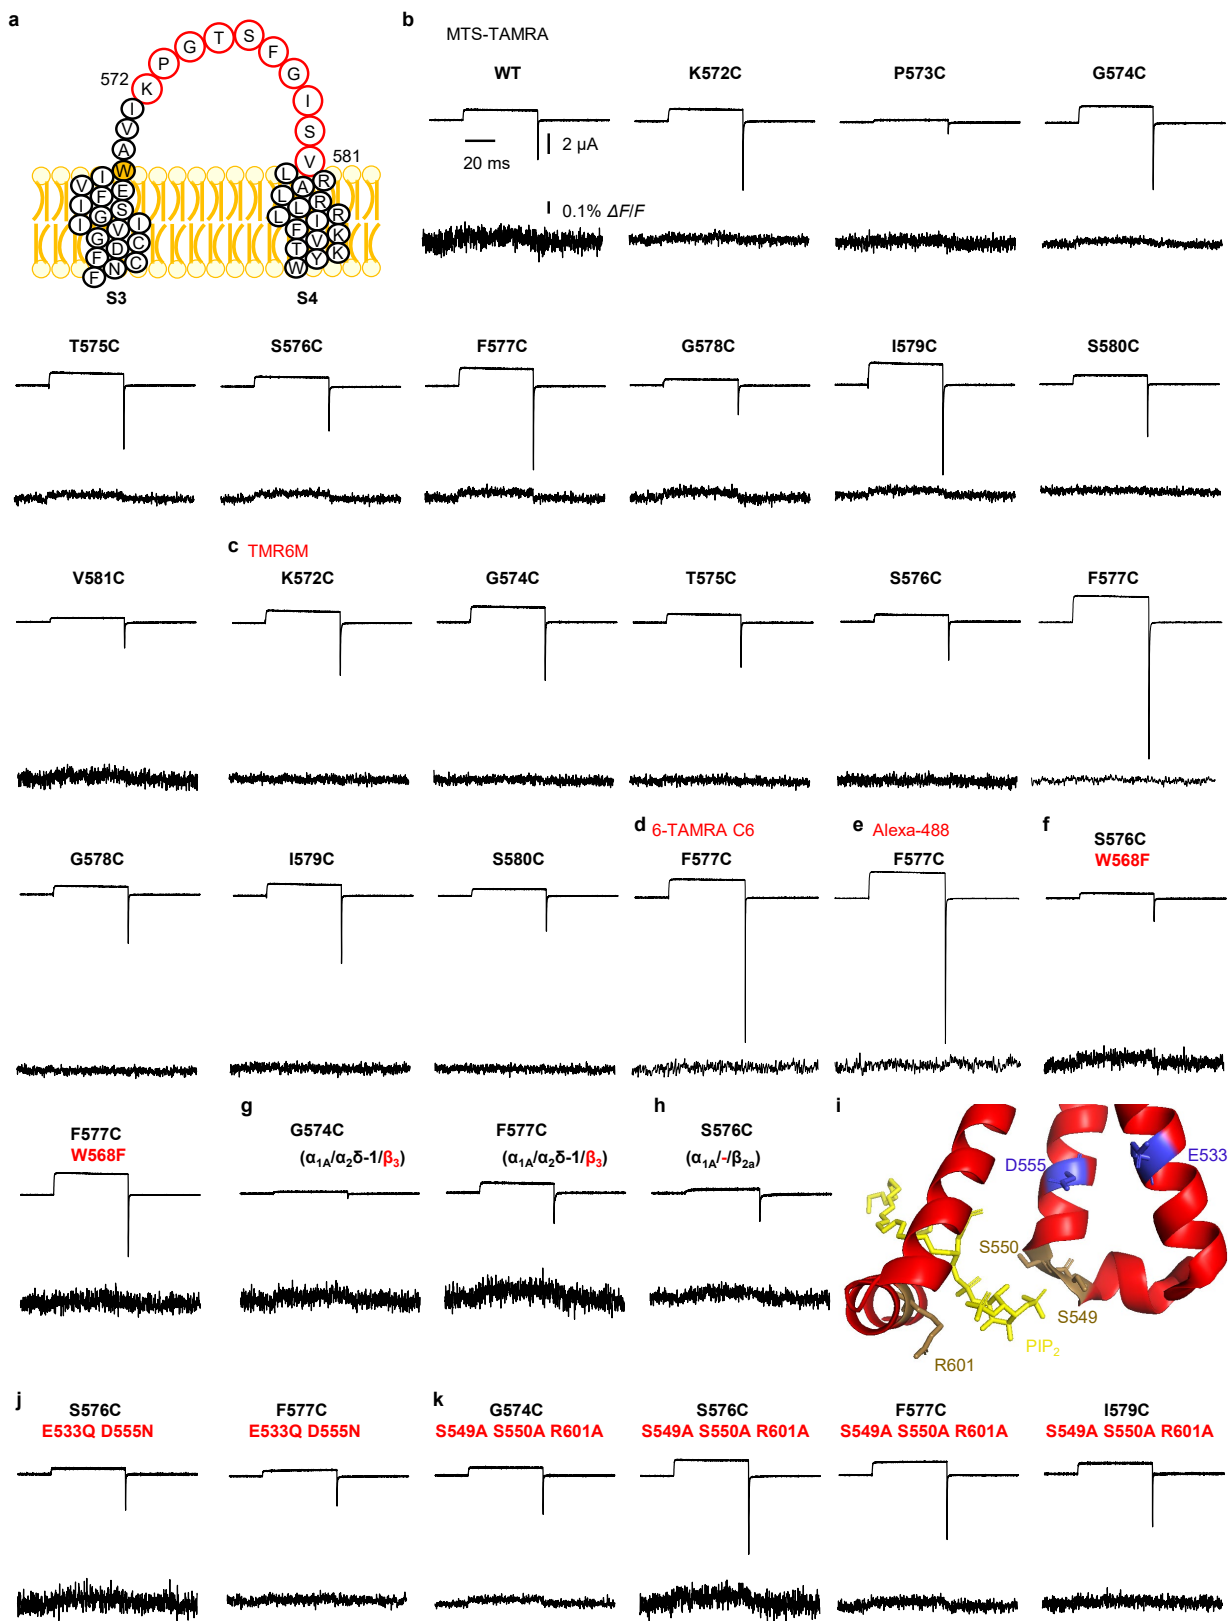 a
K P G T S F G I S V
572
581
I V A W
V I E
I F S
I G V I
G D C
F N C
F
S3
L A R
L L R
L I R
F V K
T Y K
W
S4
b
MTS-TAMRA
WT
K572C
P573C
G574C
20 ms
2 µA
0.1% ΔF/F
T575C
S576C
F577C
G578C
I579C
S580C
V581C
c TMR6M
K572C
G574C
T575C
S576C
F577C
G578C
I579C
S580C
d 6-TAMRA C6
F577C
e Alexa-488
F577C
f
S576C
W568F
F577C
W568F
g
G574C
(α₁A/α₂δ-1/β₃)
F577C
(α₁A/α₂δ-1/β₃)
h
S576C
(α₁A/-/β₂a)
i
D555
E533
S550
S549
R601
PIP₂
j
S576C
E533Q D555N
F577C
E533Q D555N
k
G574C
S549A S550A R601A
S576C
S549A S550A R601A
F577C
S549A S550A R601A
I579C
S549A S550A R601A